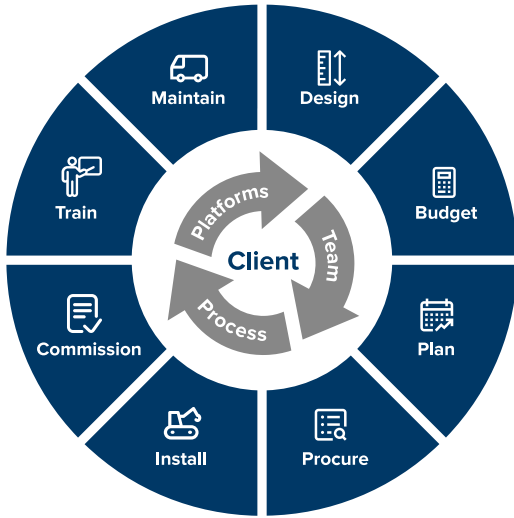 Maintain
Design
Train
Budget
Platforms
Team
Client
Process
Commission
Plan
Install
Procure